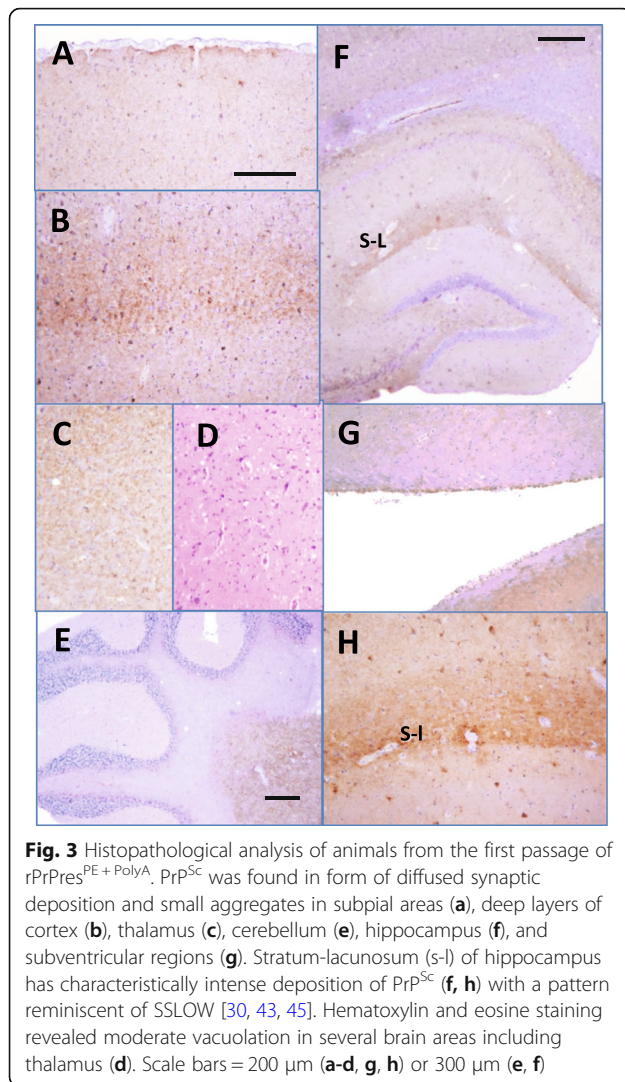 A
F
B
S-L
C
D
G
E
H
S-l
Fig. 3 Histopathological analysis of animals from the first passage of
rPrPres^PE + PolyA. PrP^Sc was found in form of diffused synaptic
deposition and small aggregates in subpial areas (a), deep layers of
cortex (b), thalamus (c), cerebellum (e), hippocampus (f), and
subventricular regions (g). Stratum-lacunosum (s-l) of hippocampus
has characteristically intense deposition of PrP^Sc (f, h) with a pattern
reminiscent of SSLOW [30, 43, 45]. Hematoxylin and eosine staining
revealed moderate vacuolation in several brain areas including
thalamus (d). Scale bars = 200 μm (a-d, g, h) or 300 μm (e, f)